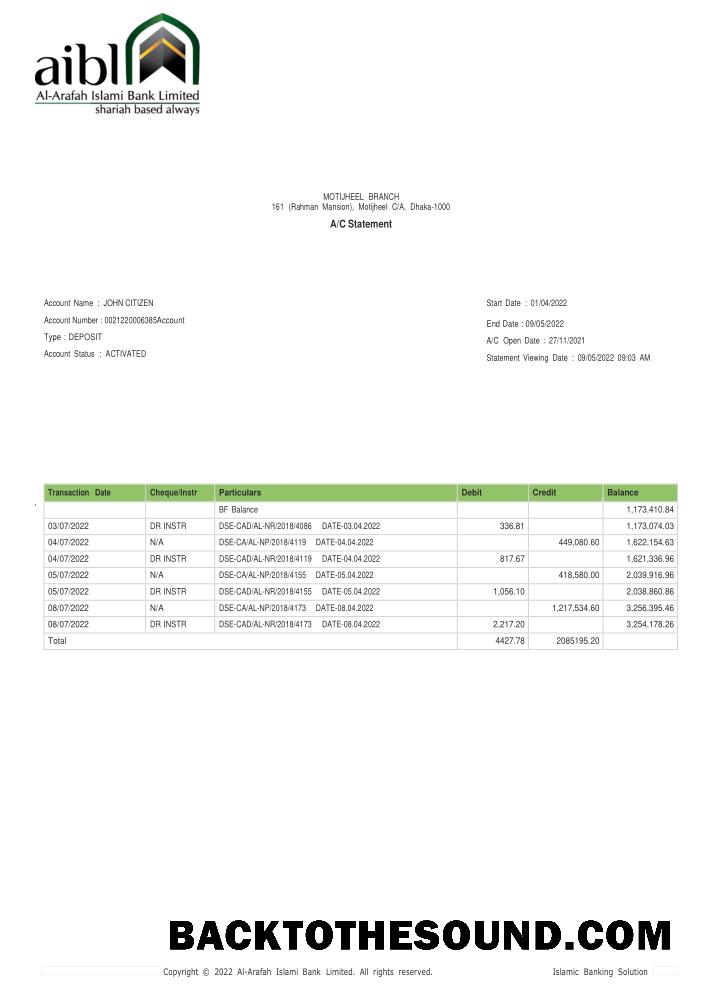 aibl
Al-Arafah Islami Bank Limited
shariah based always
MOTIJHEEL BRANCH
161 (Rahman Mansion), Motijheel C/A, Dhaka-1000
A/C Statement
Account Name : JOHN CITIZEN
Account Number : 0021220006385Account
Type : DEPOSIT
Account Status : ACTIVATED
Start Date : 01/04/2022
End Date : 09/05/2022
A/C Open Date : 27/11/2021
Statement Viewing Date : 09/05/2022 09:03 AM
Transaction Date Cheque/Instr Particulars Debit Credit Balance
BF Balance 1,173,410.84
03/07/2022 DR INSTR DSE-CAD/AL-NR/2018/4086 DATE-03.04.2022 336.81 1,173,074.03
04/07/2022 N/A DSE-CA/AL-NP/2018/4119 DATE-04.04.2022 449,080.60 1,622,154.63
04/07/2022 DR INSTR DSE-CAD/AL-NR/2018/4119 DATE-04.04.2022 817.67 1,621,336.96
05/07/2022 N/A DSE-CA/AL-NP/2018/4155 DATE-05.04.2022 418,580.00 2,039,916.96
05/07/2022 DR INSTR DSE-CAD/AL-NR/2018/4155 DATE-05.04.2022 1,056.10 2,038,860.86
08/07/2022 N/A DSE-CA/AL-NP/2018/4173 DATE-08.04.2022 1,217,534.60 3,256,395.46
08/07/2022 DR INSTR DSE-CAD/AL-NR/2018/4173 DATE-08.04.2022 2,217.20 3,254,178.26
Total 4427.78 2085195.20
BACKTOTHESOUND.COM
Copyright © 2022 Al-Arafah Islami Bank Limited. All rights reserved. Islamic Banking Solution